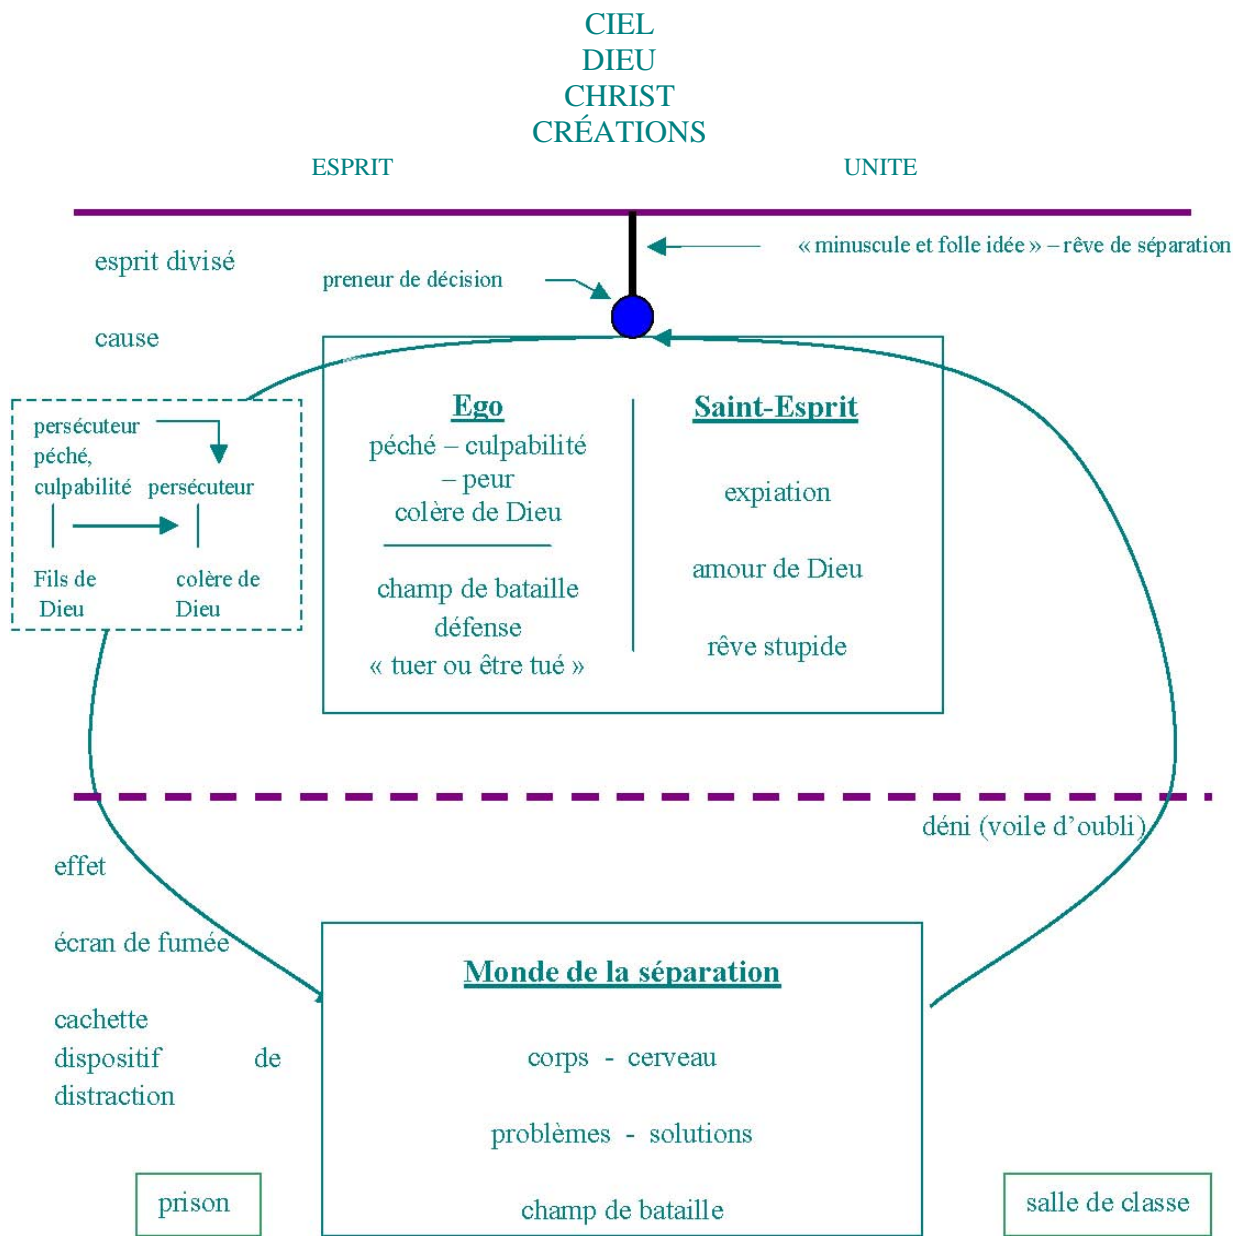 CIEL
DIEU
CHRIST
CRÉATIONS
ESPRIT UNITE
« minuscule et folle idée » – rêve de séparation
esprit divisé
preneur de décision
cause
persécuteur
péché,
culpabilité persécuteur
Fils de colère de
Dieu Dieu
Ego
péché – culpabilité
– peur
colère de Dieu
champ de bataille
défense
« tuer ou être tué »
Saint-Esprit
expiation
amour de Dieu
rêve stupide
déni (voile d’oubli)
effet
écran de fumée
cachette
dispositif de
distraction
Monde de la séparation
corps - cerveau
problèmes - solutions
champ de bataille
prison
salle de classe